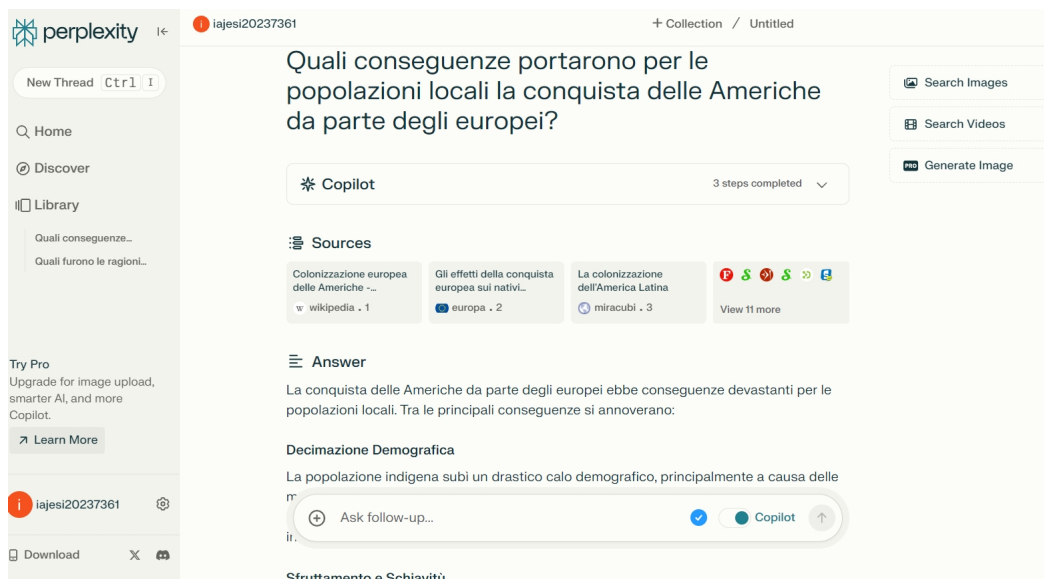 perplexity
New Thread Ctrl I
Home
Discover
Library
Quali conseguenze…
Quali furono le ragioni…
Try Pro
Upgrade for image upload,
smarter AI, and more
Copilot.
Learn More
i iajesi20237361
Download
i iajesi20237361
+ Collection / Untitled
Quali conseguenze portarono per le
popolazioni locali la conquista delle Americhe
da parte degli europei?
Copilot
3 steps completed
Sources
Colonizzazione europea
delle Americhe -…
w wikipedia . 1
Gli effetti della conquista
europea sui nativi…
europa . 2
La colonizzazione
dell'America Latina
miracubi . 3
View 11 more
Answer
La conquista delle Americhe da parte degli europei ebbe conseguenze devastanti per le
popolazioni locali. Tra le principali conseguenze si annoverano:
Decimazione Demografica
La popolazione indigena subì un drastico calo demografico, principalmente a causa delle
Ask follow-up…
Copilot
Sfruttamento e Schiavitù
Search Images
Search Videos
PRO Generate Image